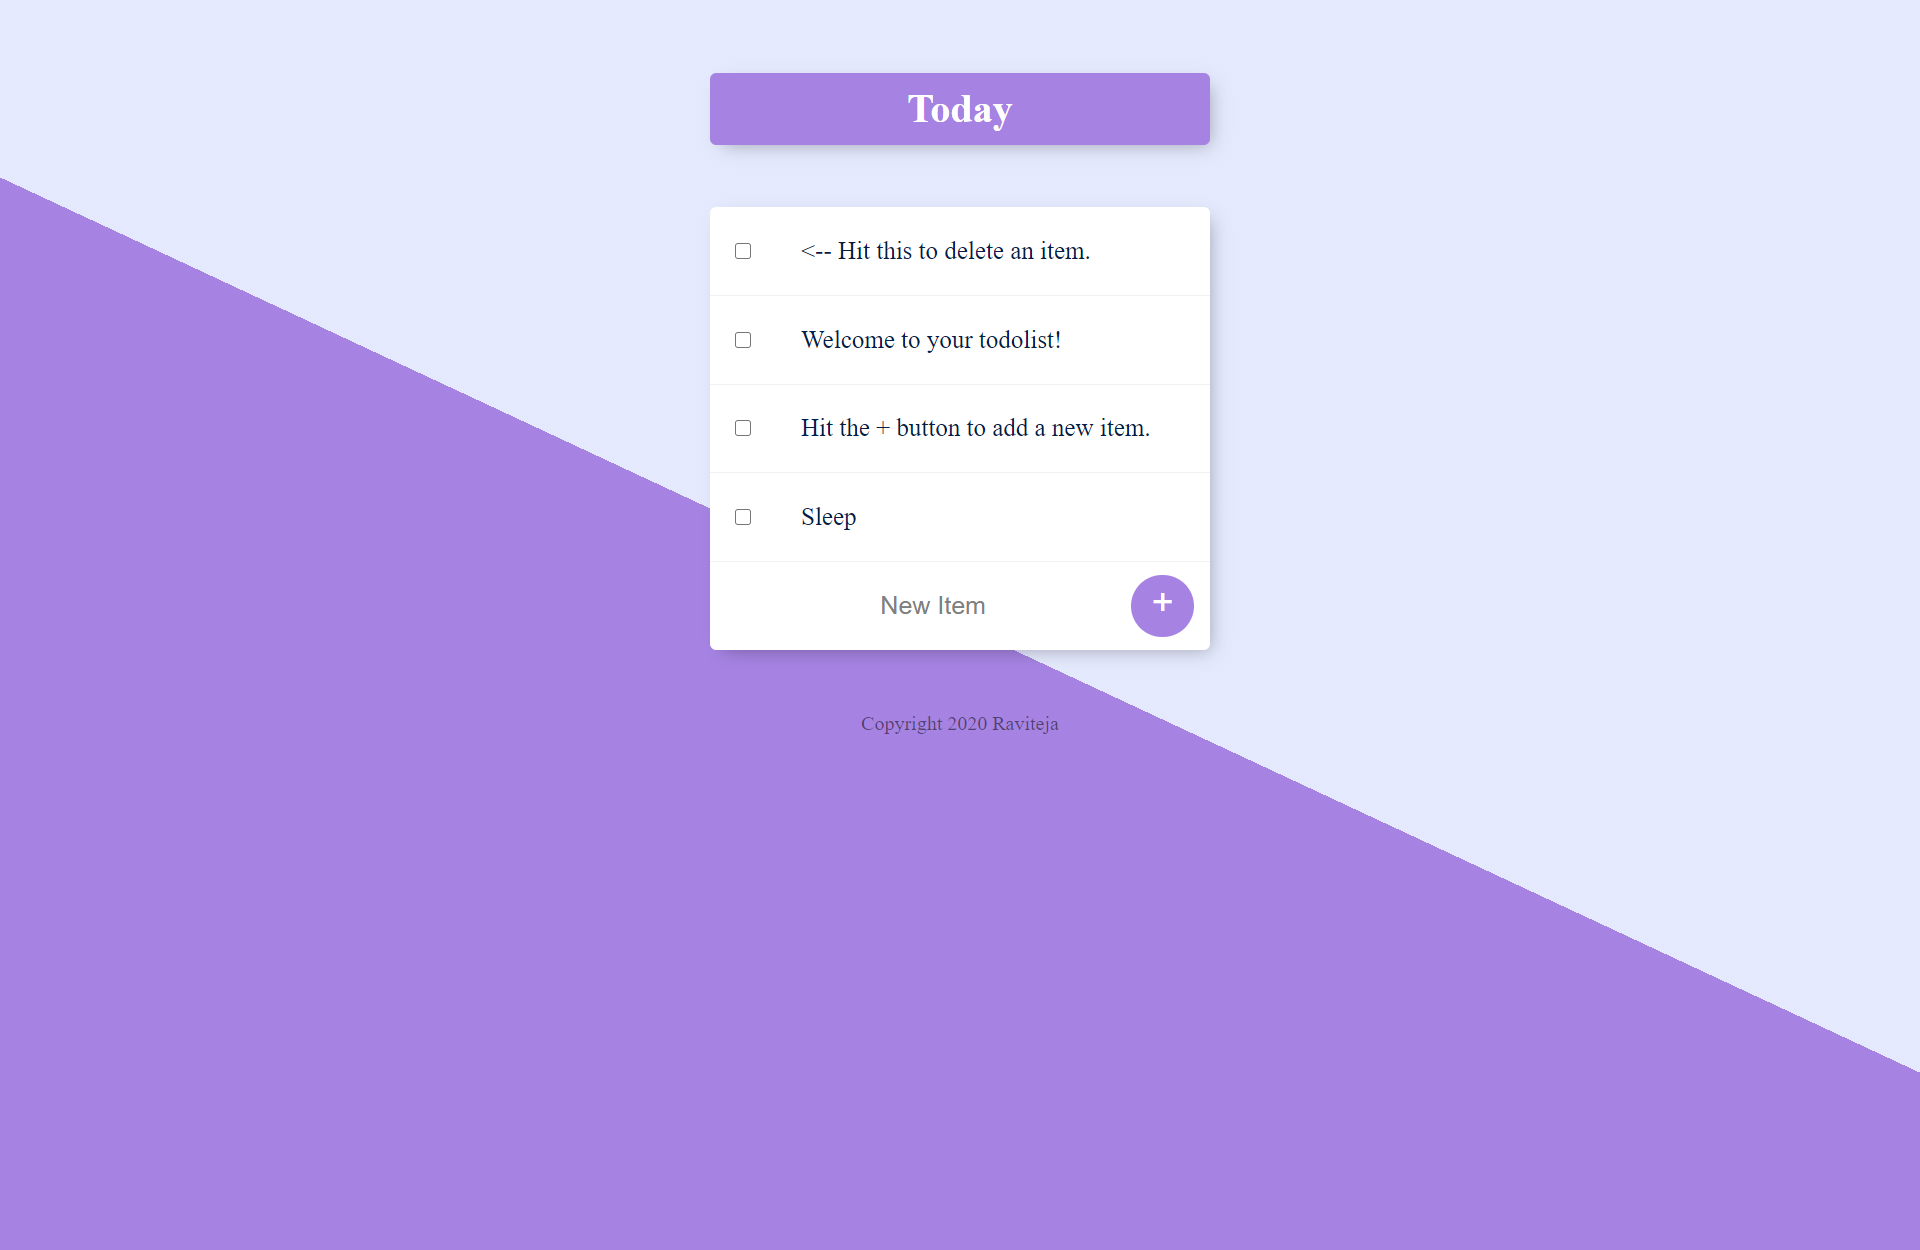 Today
<-- Hit this to delete an item.
Welcome to your todolist!
Hit the + button to add a new item.
Sleep
New Item +
Copyright 2020 Raviteja